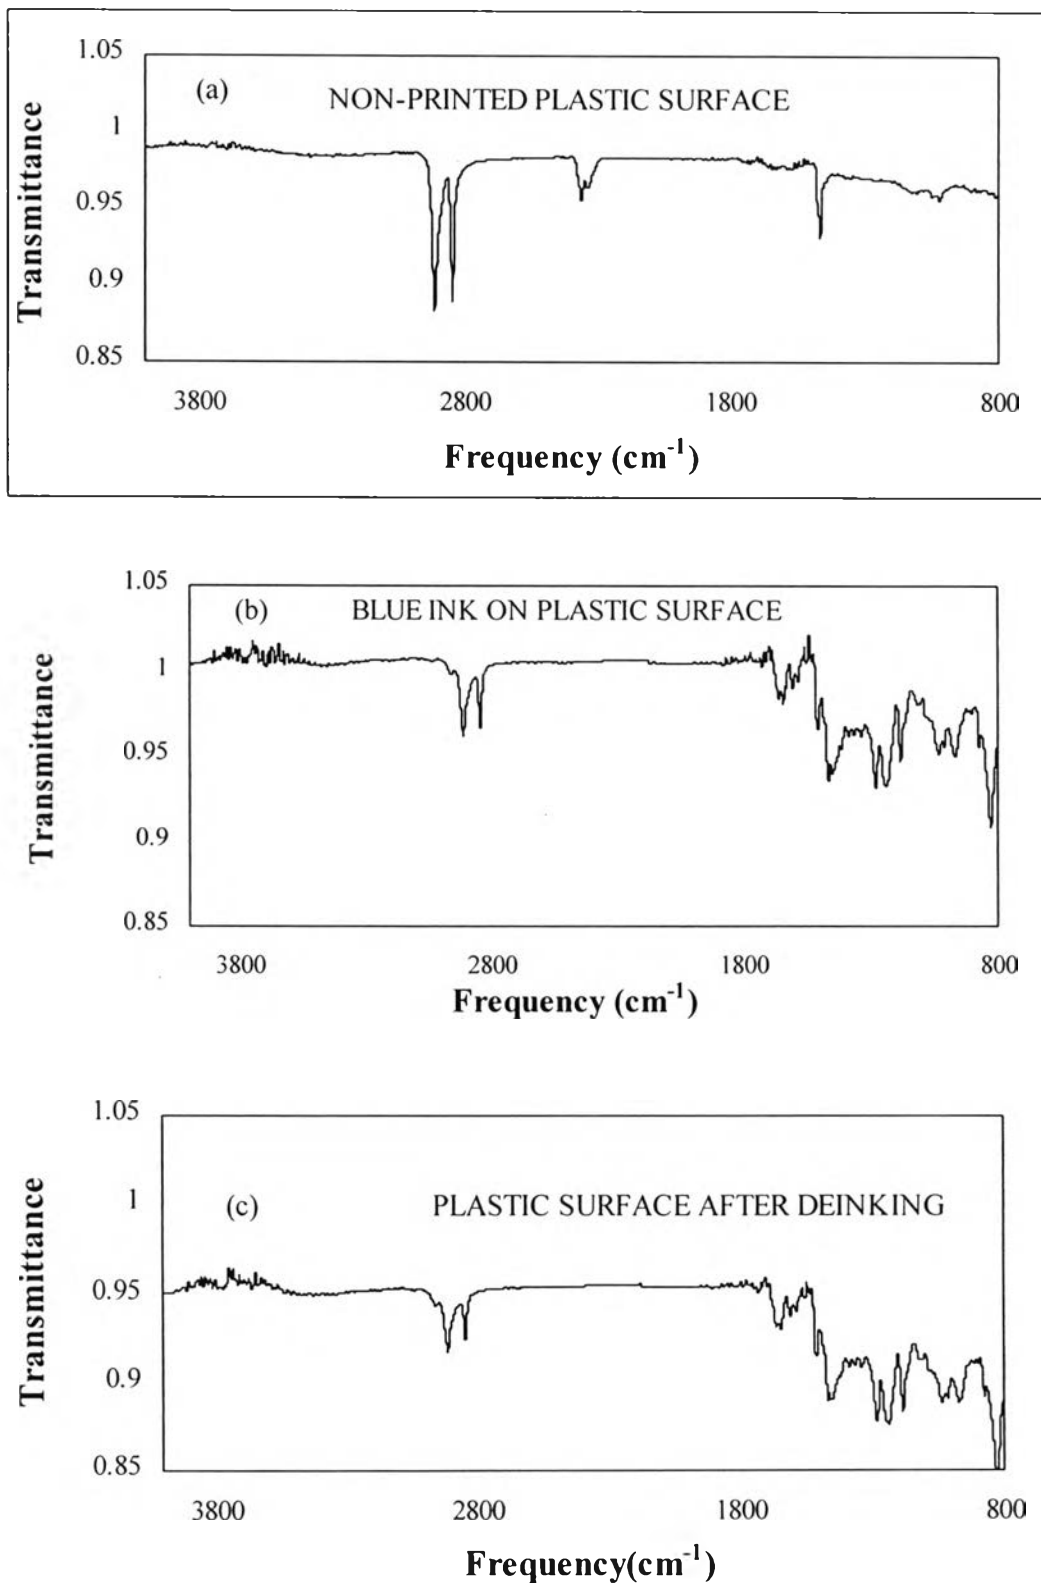 1.05
(a)
NON-PRINTED PLASTIC SURFACE
1
0.95
0.9
0.85
Transmittance
3800 2800 1800 800
Frequency (cm-1)
1.05
(b)
BLUE INK ON PLASTIC SURFACE
1
0.95
0.9
0.85
Transmittance
3800 2800 1800 800
Frequency (cm-1)
1.05
1
(c)
PLASTIC SURFACE AFTER DEINKING
0.95
0.9
0.85
Transmittance
3800 2800 1800 800
Frequency(cm-1)